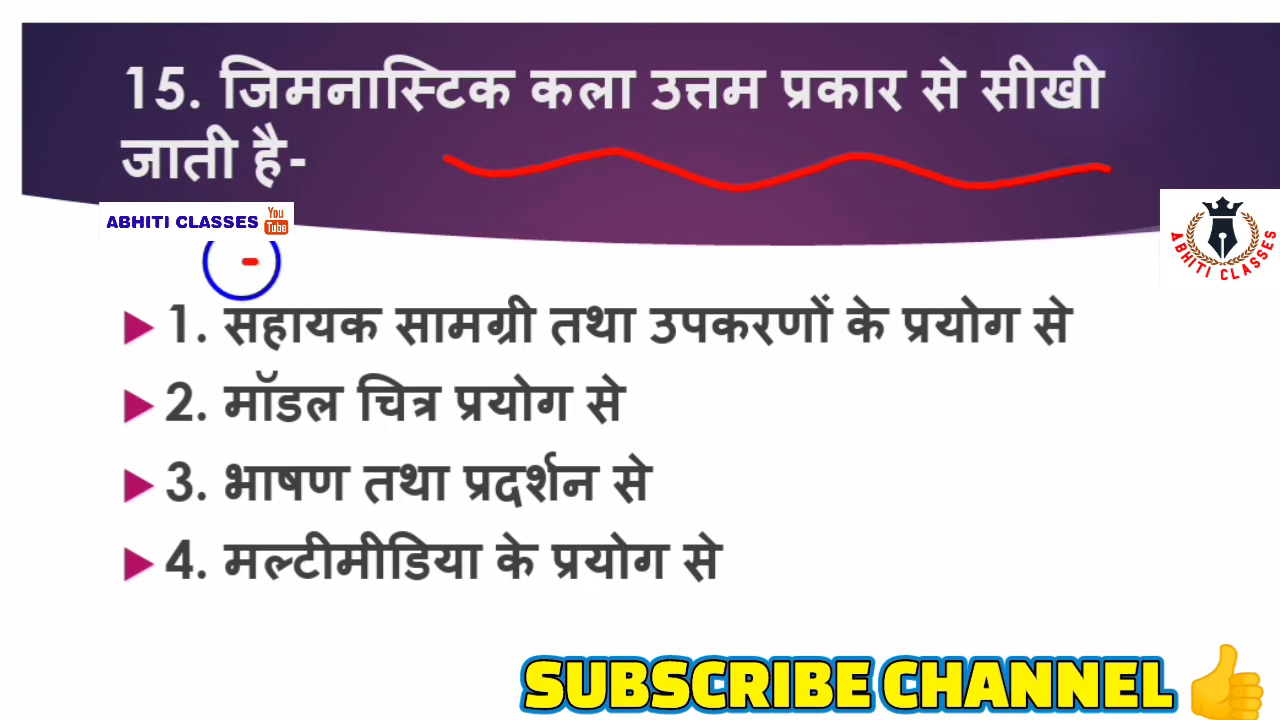 15. जिमनास्टिक कला उत्तम प्रकार से सीखी
जाती है-
ABHITI CLASSES You Tube
ABHITI CLASSES
1. सहायक सामग्री तथा उपकरणों के प्रयोग से
2. मॉडल चित्र प्रयोग से
3. भाषण तथा प्रदर्शन से
4. मल्टीमीडिया के प्रयोग से
SUBSCRIBE CHANNEL